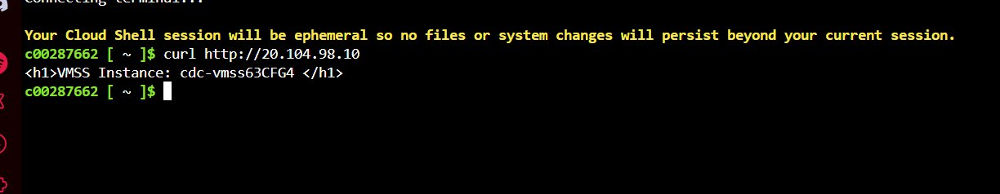 Connecting terminal...
Your Cloud Shell session will be ephemeral so no files or system changes will persist beyond your current session.
c00287662 [ ~ ]$ curl http://20.104.98.10
<h1>VMSS Instance: cdc-vmss63CFG4 </h1>
c00287662 [ ~ ]$